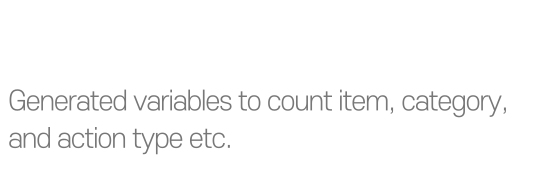 Generated variables to count item, category,
and action type etc.